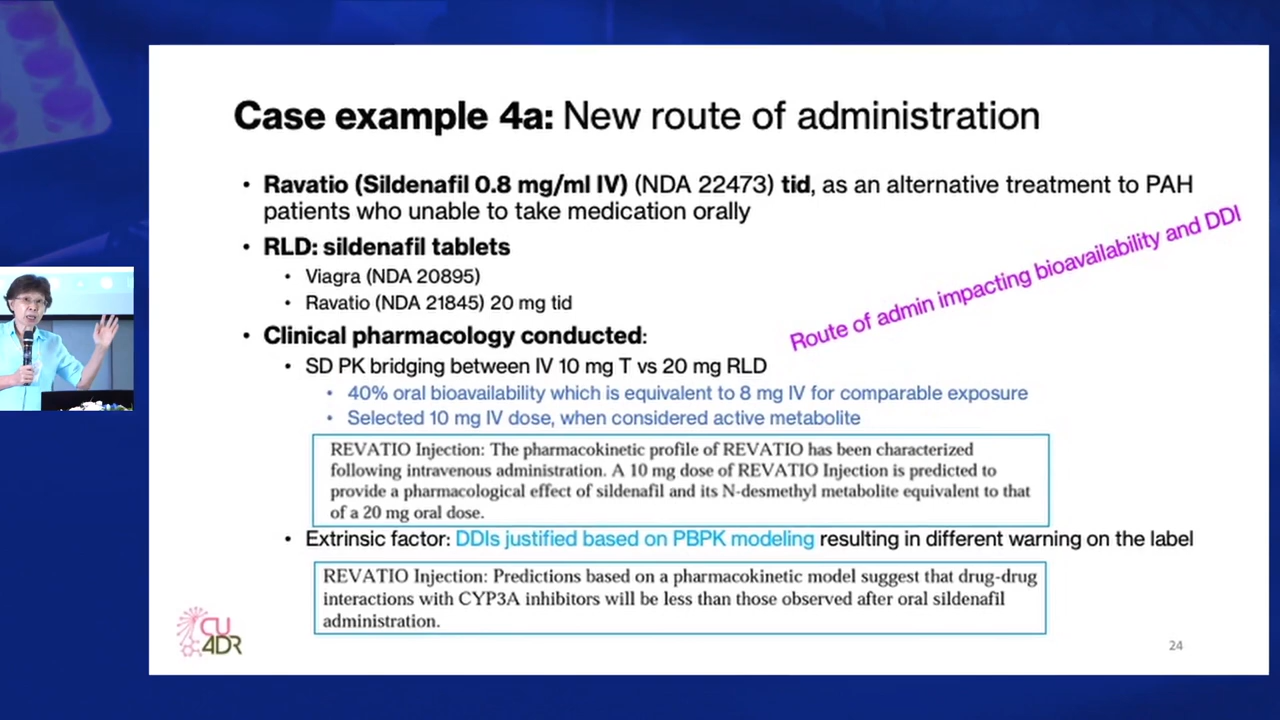 Case example 4a: New route of administration
• Ravatio (Sildenafil 0.8 mg/ml IV) (NDA 22473) tid, as an alternative treatment to PAH
patients who unable to take medication orally
• RLD: sildenafil tablets
• Viagra (NDA 20895)
• Ravatio (NDA 21845) 20 mg tid
Route of admin impacting bioavailability and DDI
• Clinical pharmacology conducted:
• SD PK bridging between IV 10 mg T vs 20 mg RLD
• 40% oral bioavailability which is equivalent to 8 mg IV for comparable exposure
• Selected 10 mg IV dose, when considered active metabolite
REVATIO Injection: The pharmacokinetic profile of REVATIO has been characterized
following intravenous administration. A 10 mg dose of REVATIO Injection is predicted to
provide a pharmacological effect of sildenafil and its N-desmethyl metabolite equivalent to that
of a 20 mg oral dose.
• Extrinsic factor: DDIs justified based on PBPK modeling resulting in different warning on the label
REVATIO Injection: Predictions based on a pharmacokinetic model suggest that drug-drug
interactions with CYP3A inhibitors will be less than those observed after oral sildenafil
administration.
CU
4DR
24